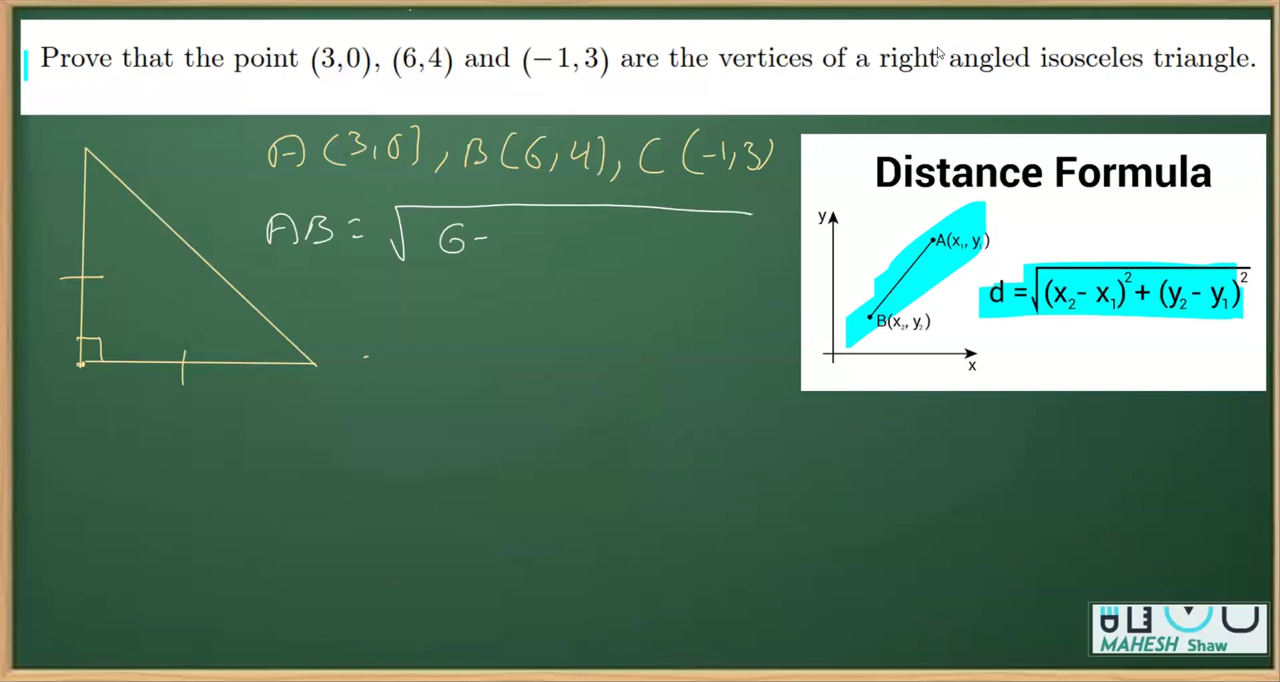 Prove that the point (3,0), (6,4) and (−1,3) are the vertices of a right angled isosceles triangle.
A (3,0), B(6,4), C(-1,3)
AB = √ 6-
Distance Formula
y
A(x₁, y₁)
d = √(x₂ - x₁)² + (y₂ - y₁)²
B(x₂, y₂)
x
MAHESH Shaw